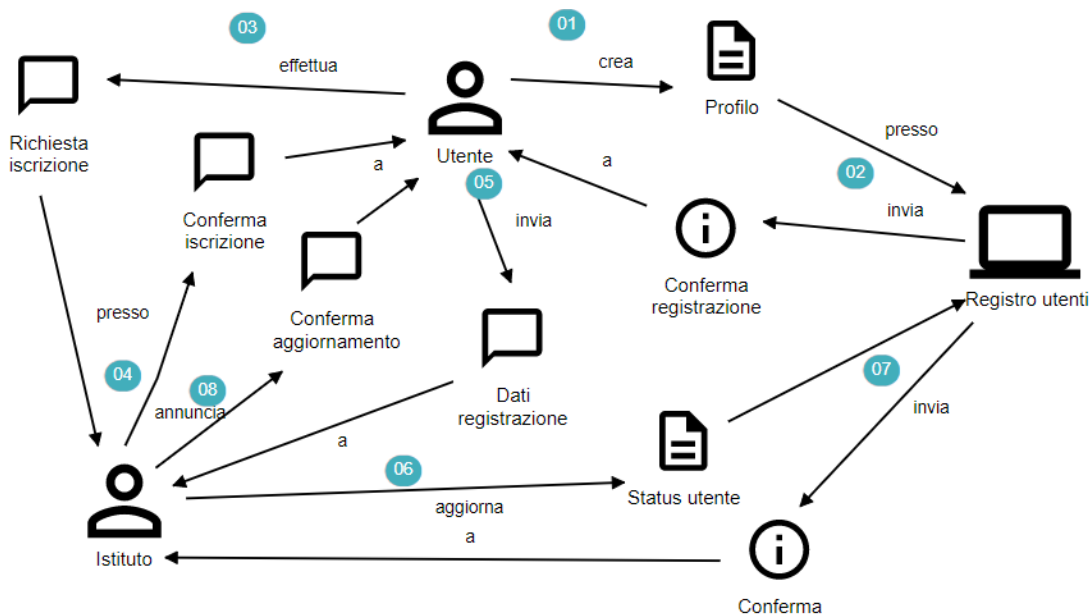 01
03
effettua
crea
Profilo
Richiesta
iscrizione
Utente
presso
a
a
02
05
invia
invia
Conferma
iscrizione
Conferma
registrazione
Registro utenti
presso
Conferma
aggiornamento
04
08
annuncia
07
Dati
registrazione
invia
a
06
Status utente
aggiorna
a
Istituto
Conferma